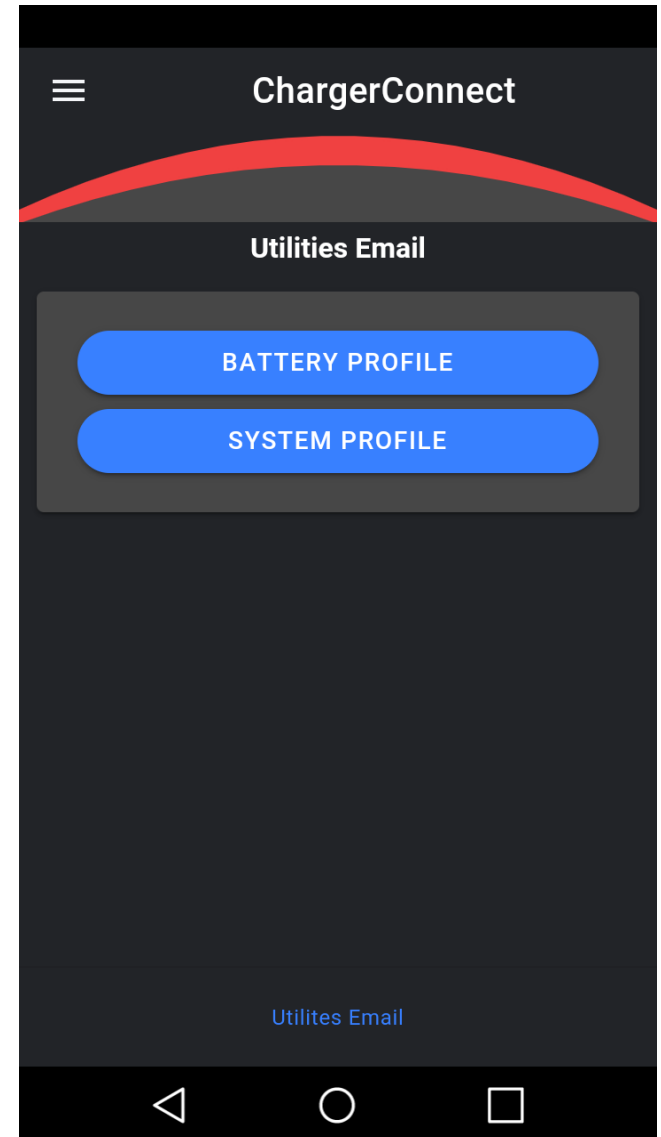 ChargerConnect
Utilities Email
BATTERY PROFILE
SYSTEM PROFILE
Utilites Email